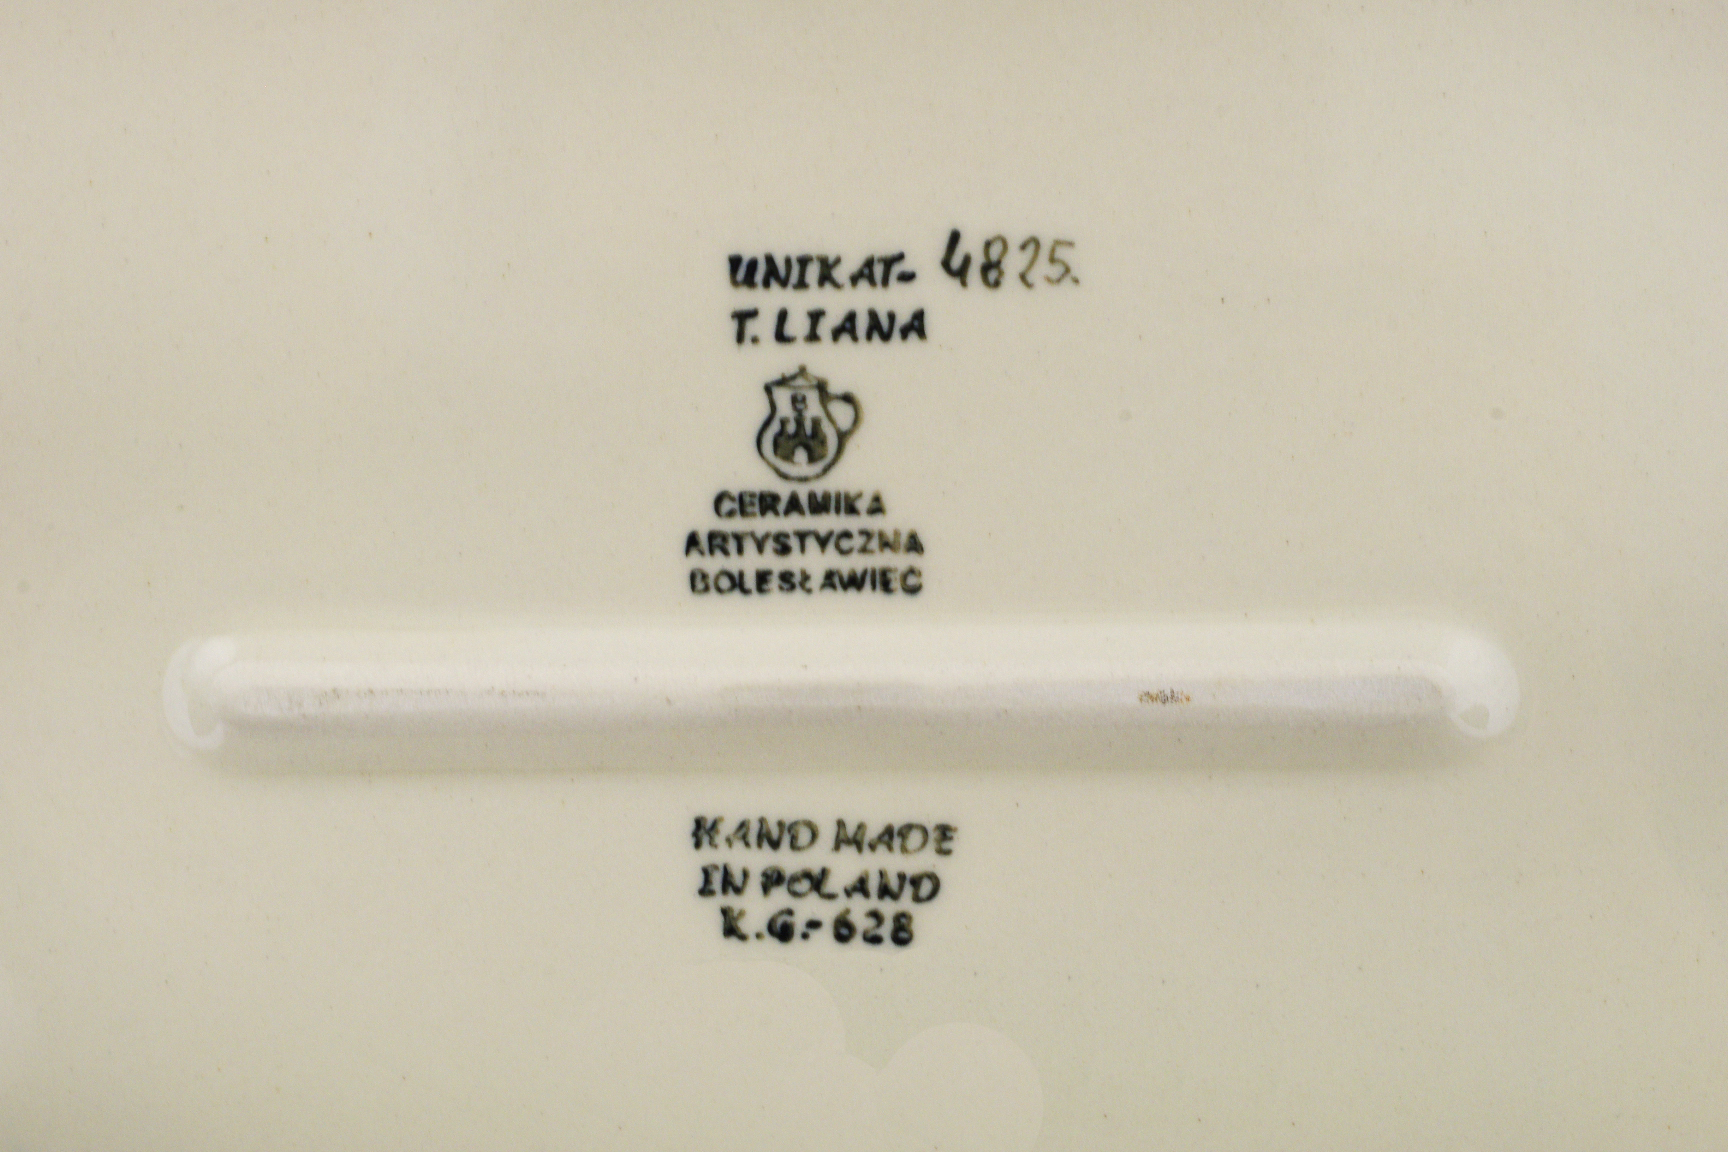 UNIKAT- 4825.
T. LIANA
B
CERAMIKA
ARTYSTYCZNA
BOLESŁAWIEC
HAND MADE
IN POLAND
K.G.-628